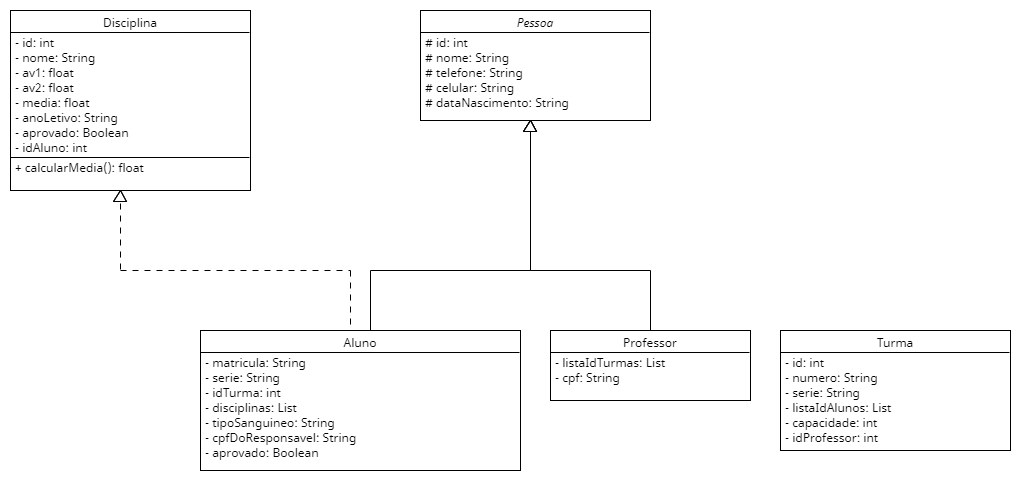 Disciplina
- id: int
- nome: String
- av1: float
- av2: float
- media: float
- anoLetivo: String
- aprovado: Boolean
- idAluno: int
+ calcularMedia(): float
Pessoa
# id: int
# nome: String
# telefone: String
# celular: String
# dataNascimento: String
Aluno
- matricula: String
- serie: String
- idTurma: int
- disciplinas: List
- tipoSanguineo: String
- cpfDoResponsavel: String
- aprovado: Boolean
Professor
- listaIdTurmas: List
- cpf: String
Turma
- id: int
- numero: String
- serie: String
- listaIdAlunos: List
- capacidade: int
- idProfessor: int